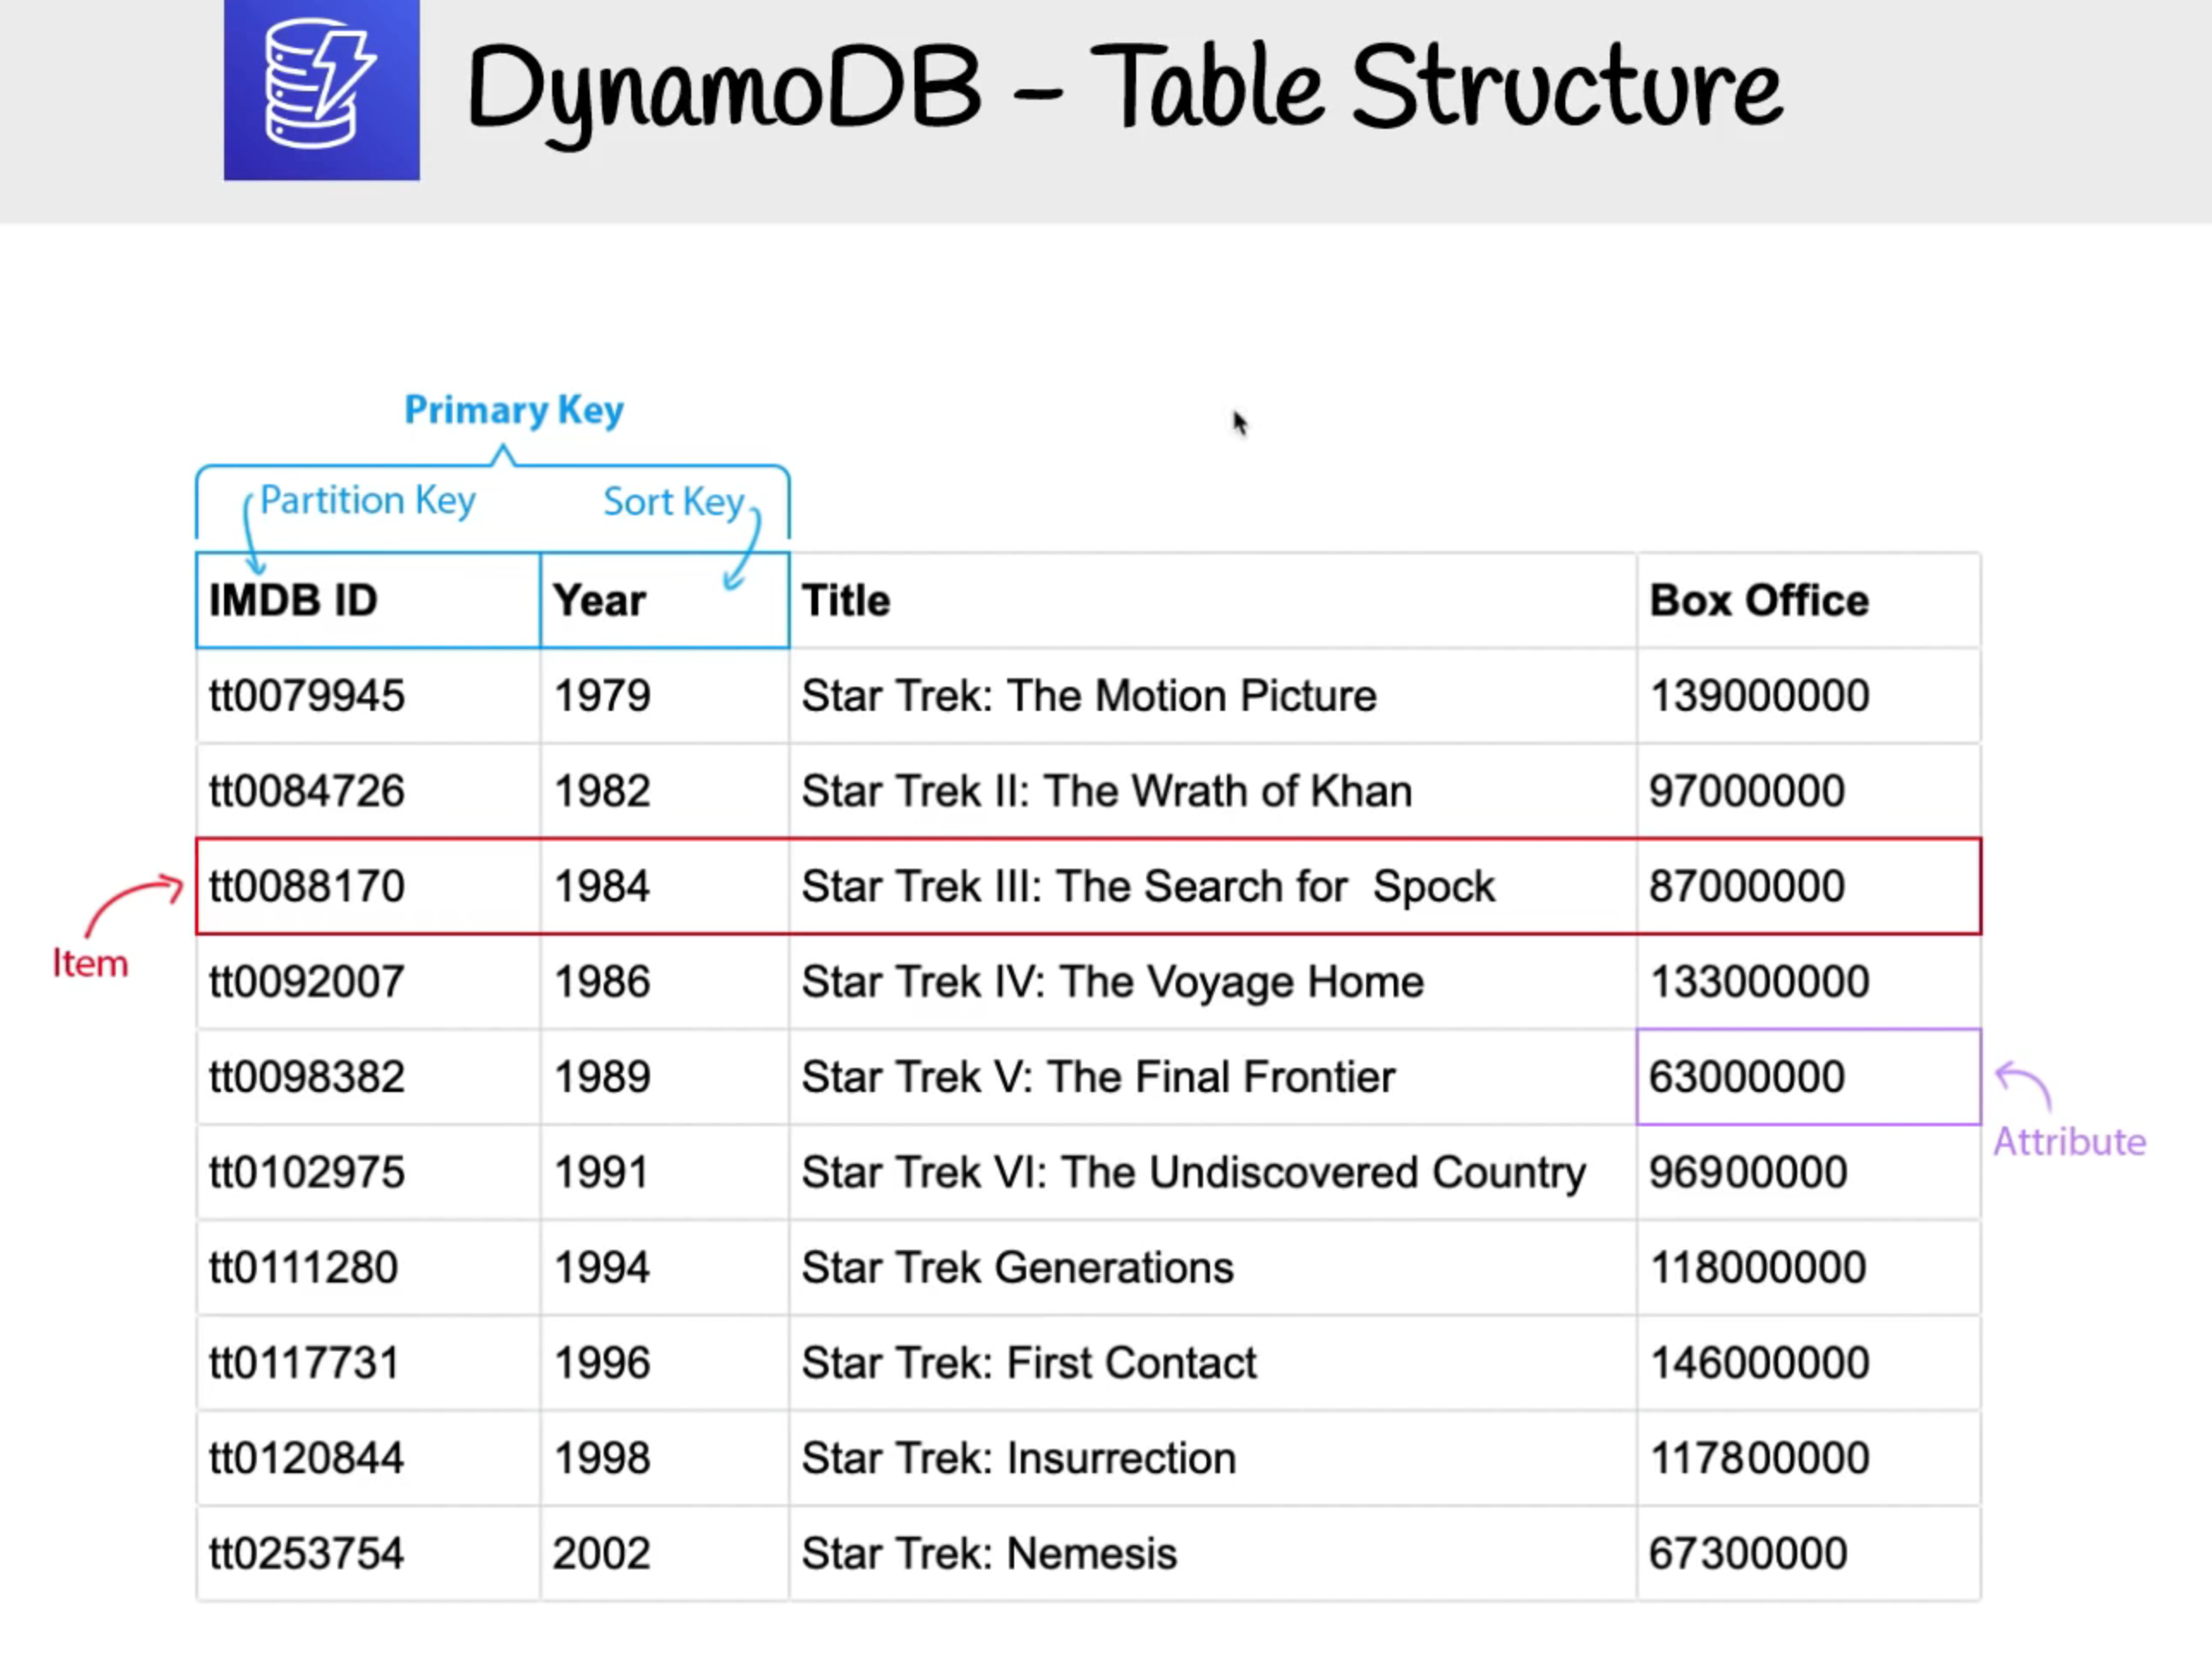 DynamoDB - Table Structure
Primary Key
Partition Key Sort Key
IMDB ID Year Title Box Office
tt0079945 1979 Star Trek: The Motion Picture 139000000
tt0084726 1982 Star Trek II: The Wrath of Khan 97000000
tt0088170 1984 Star Trek III: The Search for  Spock 87000000
Item
tt0092007 1986 Star Trek IV: The Voyage Home 133000000
tt0098382 1989 Star Trek V: The Final Frontier 63000000
Attribute
tt0102975 1991 Star Trek VI: The Undiscovered Country 96900000
tt0111280 1994 Star Trek Generations 118000000
tt0117731 1996 Star Trek: First Contact 146000000
tt0120844 1998 Star Trek: Insurrection 117800000
tt0253754 2002 Star Trek: Nemesis 67300000